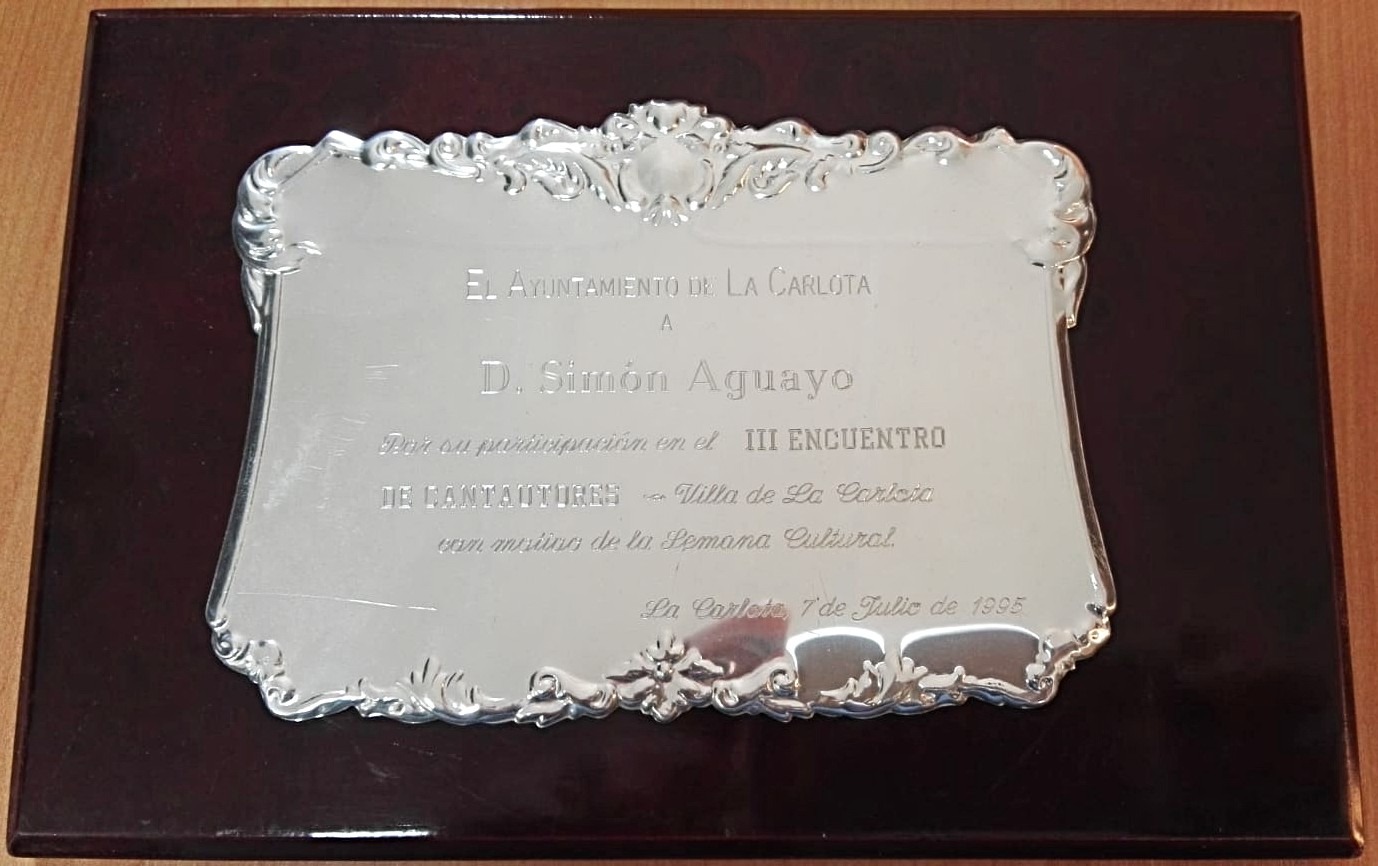 El Ayuntamiento de La Carlota
A
D. Simón Aguayo
Por su participación en el III ENCUENTRO
DE CANTAUTORES - Villa de La Carlota
con motivo de la Semana Cultural.
La Carlota, 7 de Julio de 1995